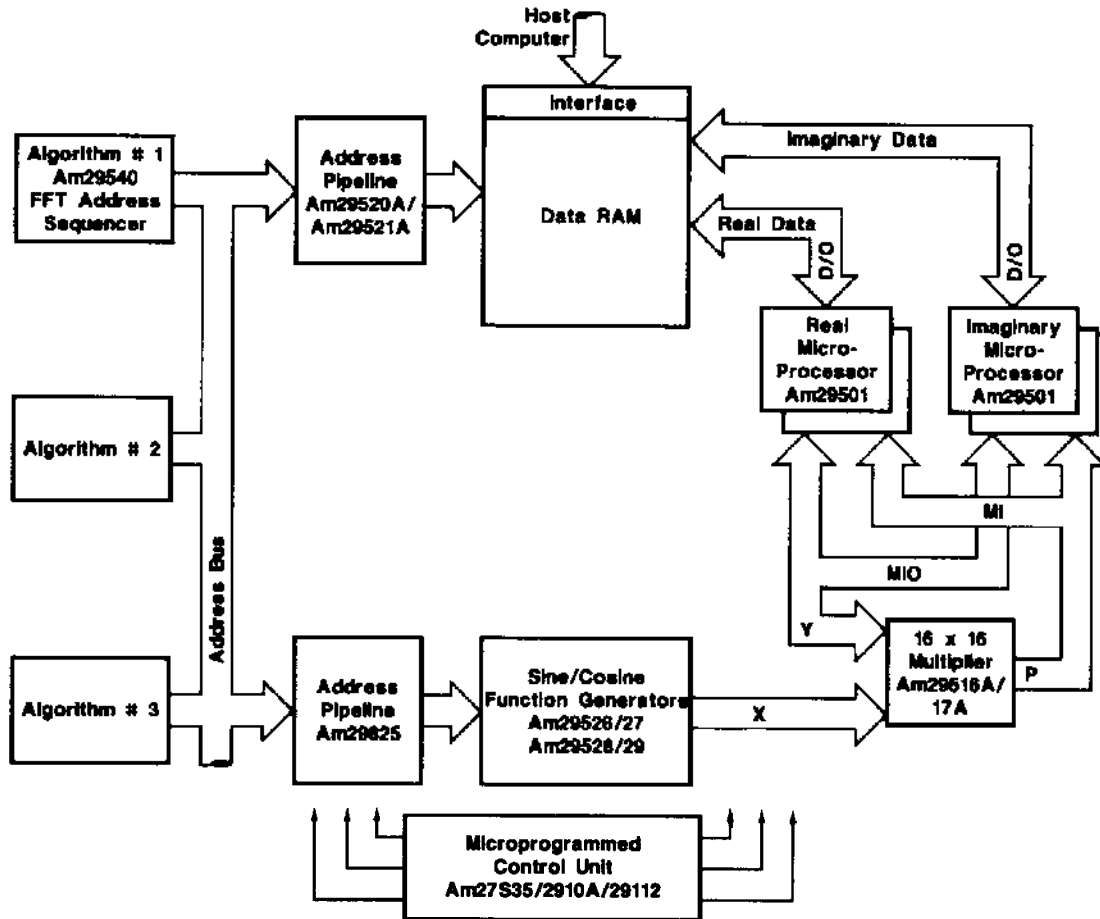 Host
Computer
Interface
Data RAM
Algorithm # 1
Am29540
FFT Address
Sequencer
Address
Pipeline
Am29520A/
Am29521A
Imaginary Data
Real Data
D/O
D/O
Real
Micro-
Processor
Am29501
Imaginary
Micro-
Processor
Am29501
Algorithm # 2
Address Bus
MI
MIO
Y
16 x 16
Multiplier
Am29516A/
17A
P
Algorithm # 3
Address
Pipeline
Am29825
Sine/Cosine
Function Generators
Am29526/27
Am29528/29
X
Microprogrammed
Control Unit
Am27S35/2910A/29112